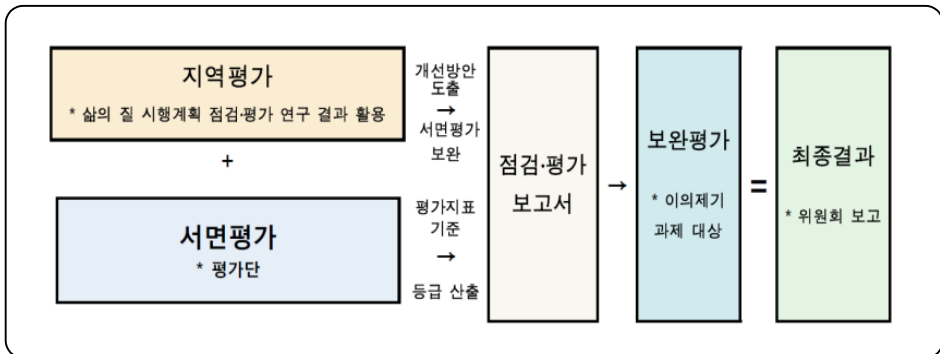 지역평가
* 삶의 질 시행계획 점검·평가 연구 결과 활용
+
서면평가
* 평가단
개선방안
도출
→
서면평가
보완
평가지표
기준
→
등급 산출
점검·평가
보고서
→
보완평가
* 이의제기
과제 대상
=
최종결과
* 위원회 보고